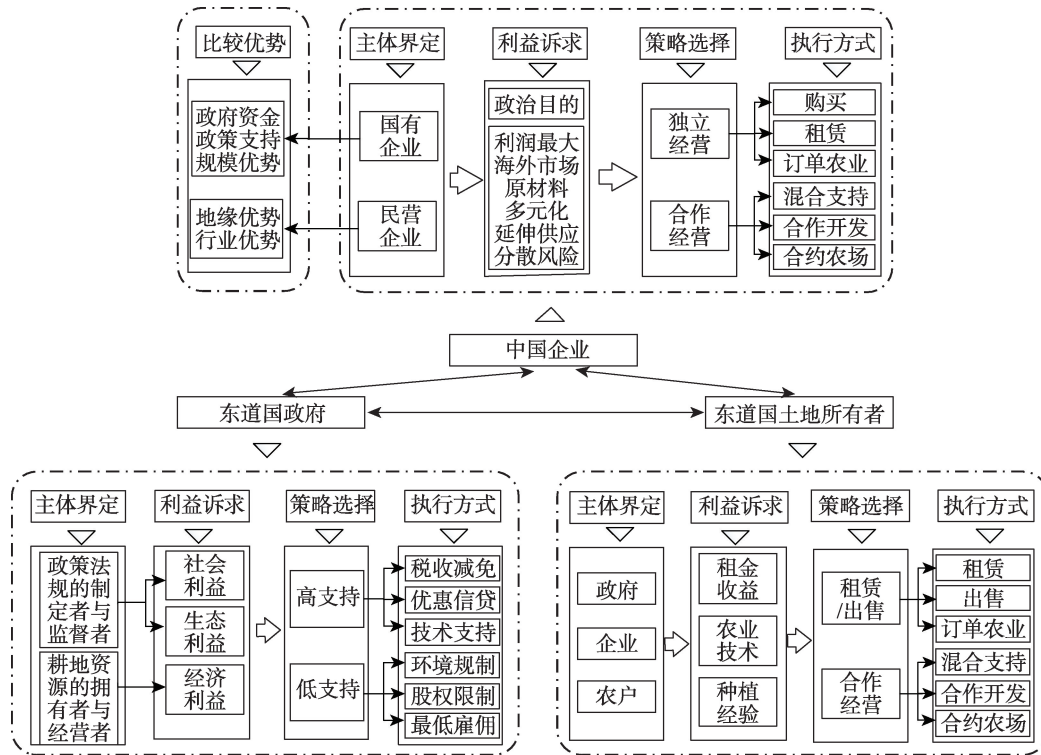 比较优势
政府资金
政策支持
规模优势
地缘优势
行业优势
主体界定
国有
企业
民营
企业
利益诉求
政治目的
利润最大
海外市场
原材料
多元化
延伸供应
分散风险
策略选择
独立
经营
合作
经营
执行方式
购买
租赁
订单农业
混合支持
合作开发
合约农场
中国企业
东道国政府
东道国土地所有者
主体界定
政策法
规的制
定者与
监督者
耕地资
源的拥
有者与
经营者
利益诉求
社会
利益
生态
利益
经济
利益
策略选择
高支持
低支持
执行方式
税收减免
优惠信贷
技术支持
环境规制
股权限制
最低雇佣
主体界定
政府
企业
农户
利益诉求
租金
收益
农业
技术
种植
经验
策略选择
租赁
/出售
合作
经营
执行方式
租赁
出售
订单农业
混合支持
合作开发
合约农场